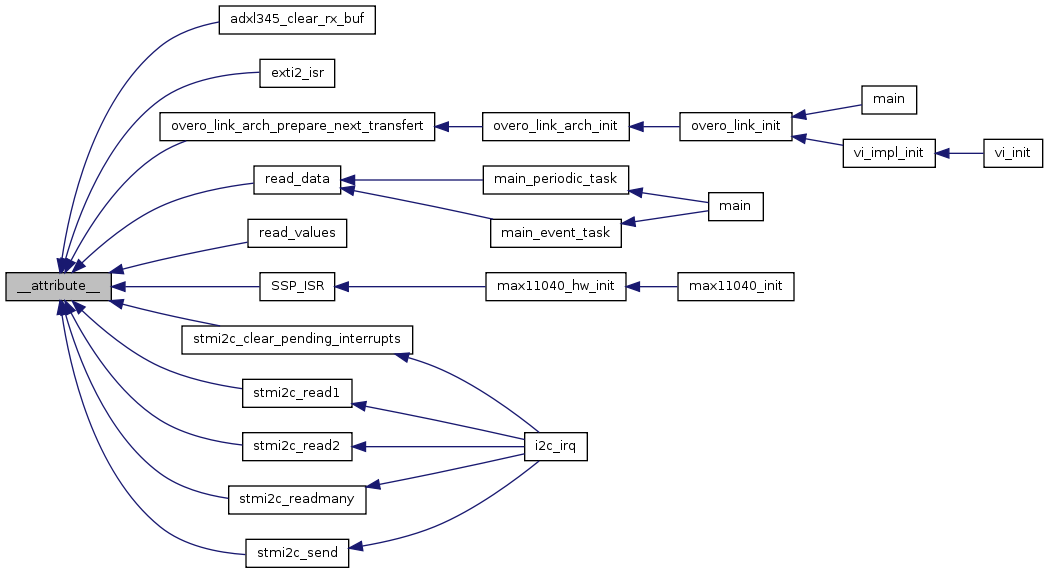 adxl345_clear_rx_buf
exti2_isr
main
overo_link_arch_prepare_next_transfert
overo_link_arch_init
overo_link_init
vi_impl_init
vi_init
read_data
main_periodic_task
main
main_event_task
read_values
__attribute__
SSP_ISR
max11040_hw_init
max11040_init
stmi2c_clear_pending_interrupts
stmi2c_read1
stmi2c_read2
i2c_irq
stmi2c_readmany
stmi2c_send